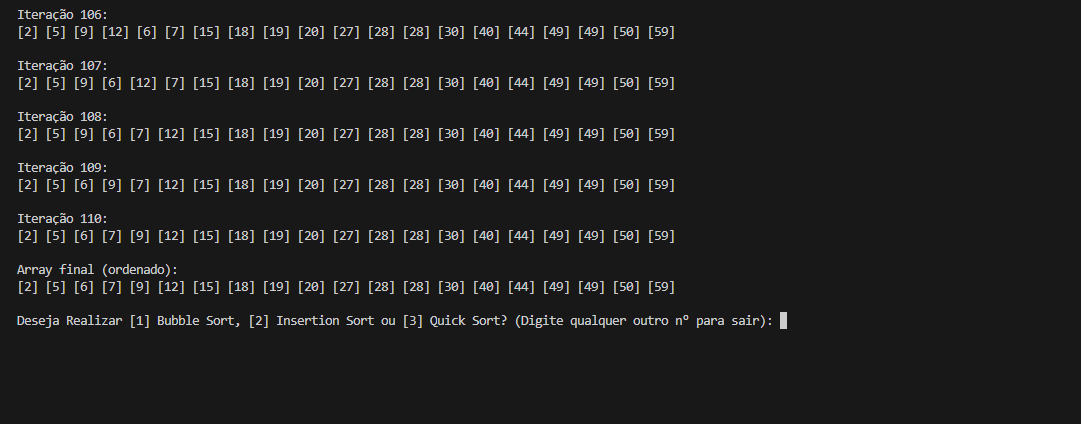 Iteração 106:
[2] [5] [9] [12] [6] [7] [15] [18] [19] [20] [27] [28] [28] [30] [40] [44] [49] [49] [50] [59]
Iteração 107:
[2] [5] [9] [6] [12] [7] [15] [18] [19] [20] [27] [28] [28] [30] [40] [44] [49] [49] [50] [59]
Iteração 108:
[2] [5] [9] [6] [7] [12] [15] [18] [19] [20] [27] [28] [28] [30] [40] [44] [49] [49] [50] [59]
Iteração 109:
[2] [5] [6] [9] [7] [12] [15] [18] [19] [20] [27] [28] [28] [30] [40] [44] [49] [49] [50] [59]
Iteração 110:
[2] [5] [6] [7] [9] [12] [15] [18] [19] [20] [27] [28] [28] [30] [40] [44] [49] [49] [50] [59]
Array final (ordenado):
[2] [5] [6] [7] [9] [12] [15] [18] [19] [20] [27] [28] [28] [30] [40] [44] [49] [49] [50] [59]
Deseja Realizar [1] Bubble Sort, [2] Insertion Sort ou [3] Quick Sort? (Digite qualquer outro nº para sair):